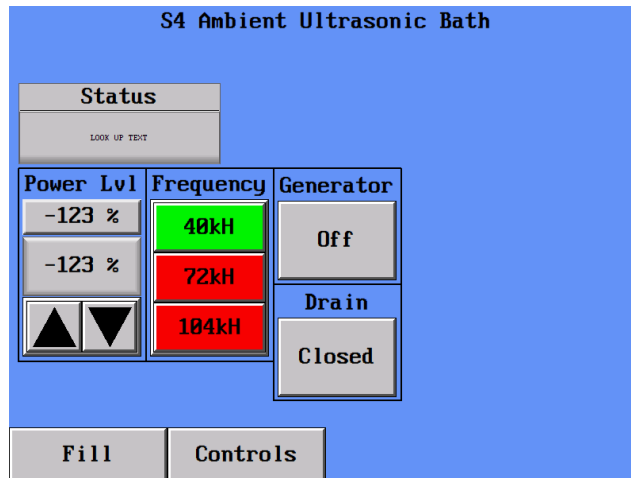 S4 Ambient Ultrasonic Bath
Status
LOOK UP TEXT
Power Lvl
-123 %
-123 %
Frequency
40kH
72kH
104kH
Generator
Off
Drain
Closed
Fill
Controls